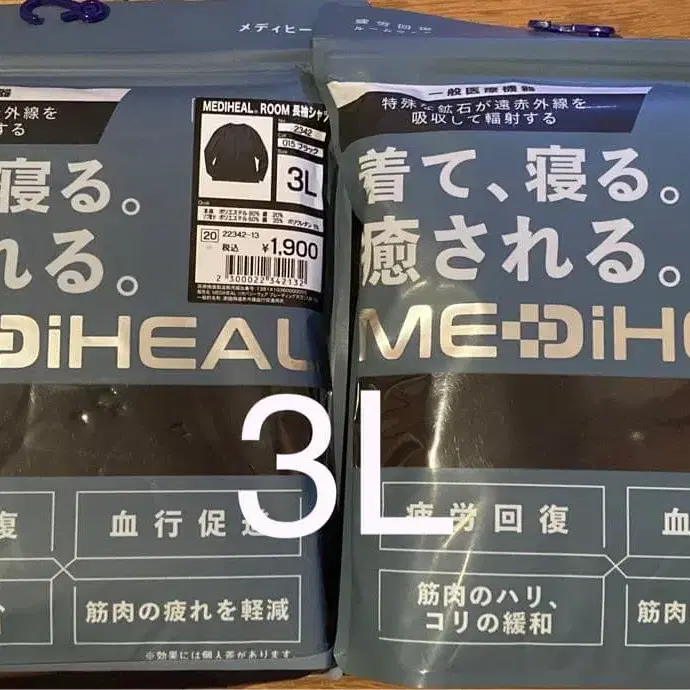 メディヒー
器
外線を
する
寝る。
れる。
DiHEAL
MEDIHEAL® ROOM 長袖シャツ
2342
015 ブラック
3L
20
22342-13
税込 ¥1,900
2 300022 342132
復
血行促進
筋肉の疲れを軽減
※効果には個人差があります。
疲労回復
一般医療機器
特殊な鉱石が遠赤外線を
吸収して輻射する
着て、寝る。
癒される。
MEDiHE
3L
疲労回復
血
筋肉のハリ、
コリの緩和
筋肉